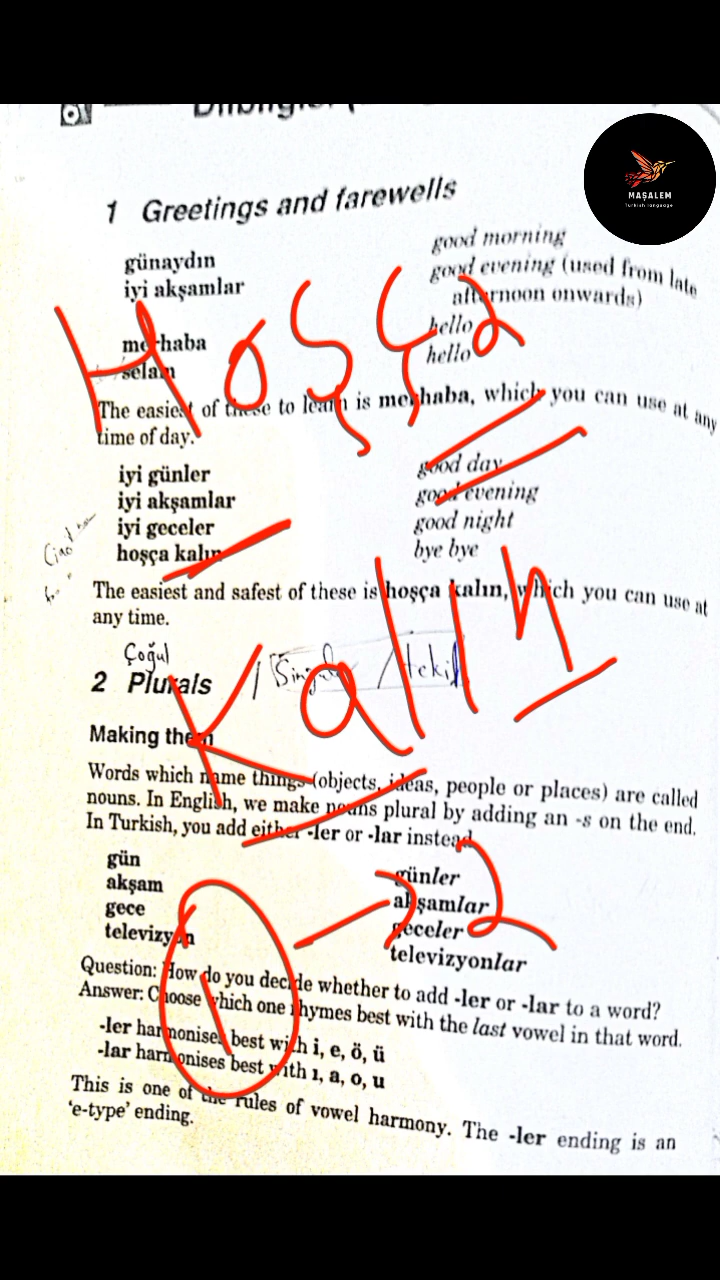 MAŞALEM
Turkish language
1 Greetings and farewells
günaydın good morning
iyi akşamlar good evening (used from late
afternoon onwards)
merhaba hello
selam hello
The easiest of these to learn is merhaba, which you can use at any
time of day.
Hoşça
iyi günler good day
iyi akşamlar good evening
iyi geceler good night
hoşça kalın bye bye
The easiest and safest of these is hoşça kalın, which you can use at
any time.
Kalın
Çoğul
2 Plurals / tekil
Making them
Words which name things (objects, ideas, people or places) are called
nouns. In English, we make nouns plural by adding an -s on the end.
In Turkish, you add either -ler or -lar instead.
gün günler
akşam akşamlar
gece geceler
televizyon televizyonlar
1 2
Question: How do you decide whether to add -ler or -lar to a word?
Answer: Choose which one rhymes best with the last vowel in that word.
-ler harmonises best with i, e, ö, ü
-lar harmonises best with ı, a, o, u
This is one of the rules of vowel harmony. The -ler ending is an
‘e-type’ ending.